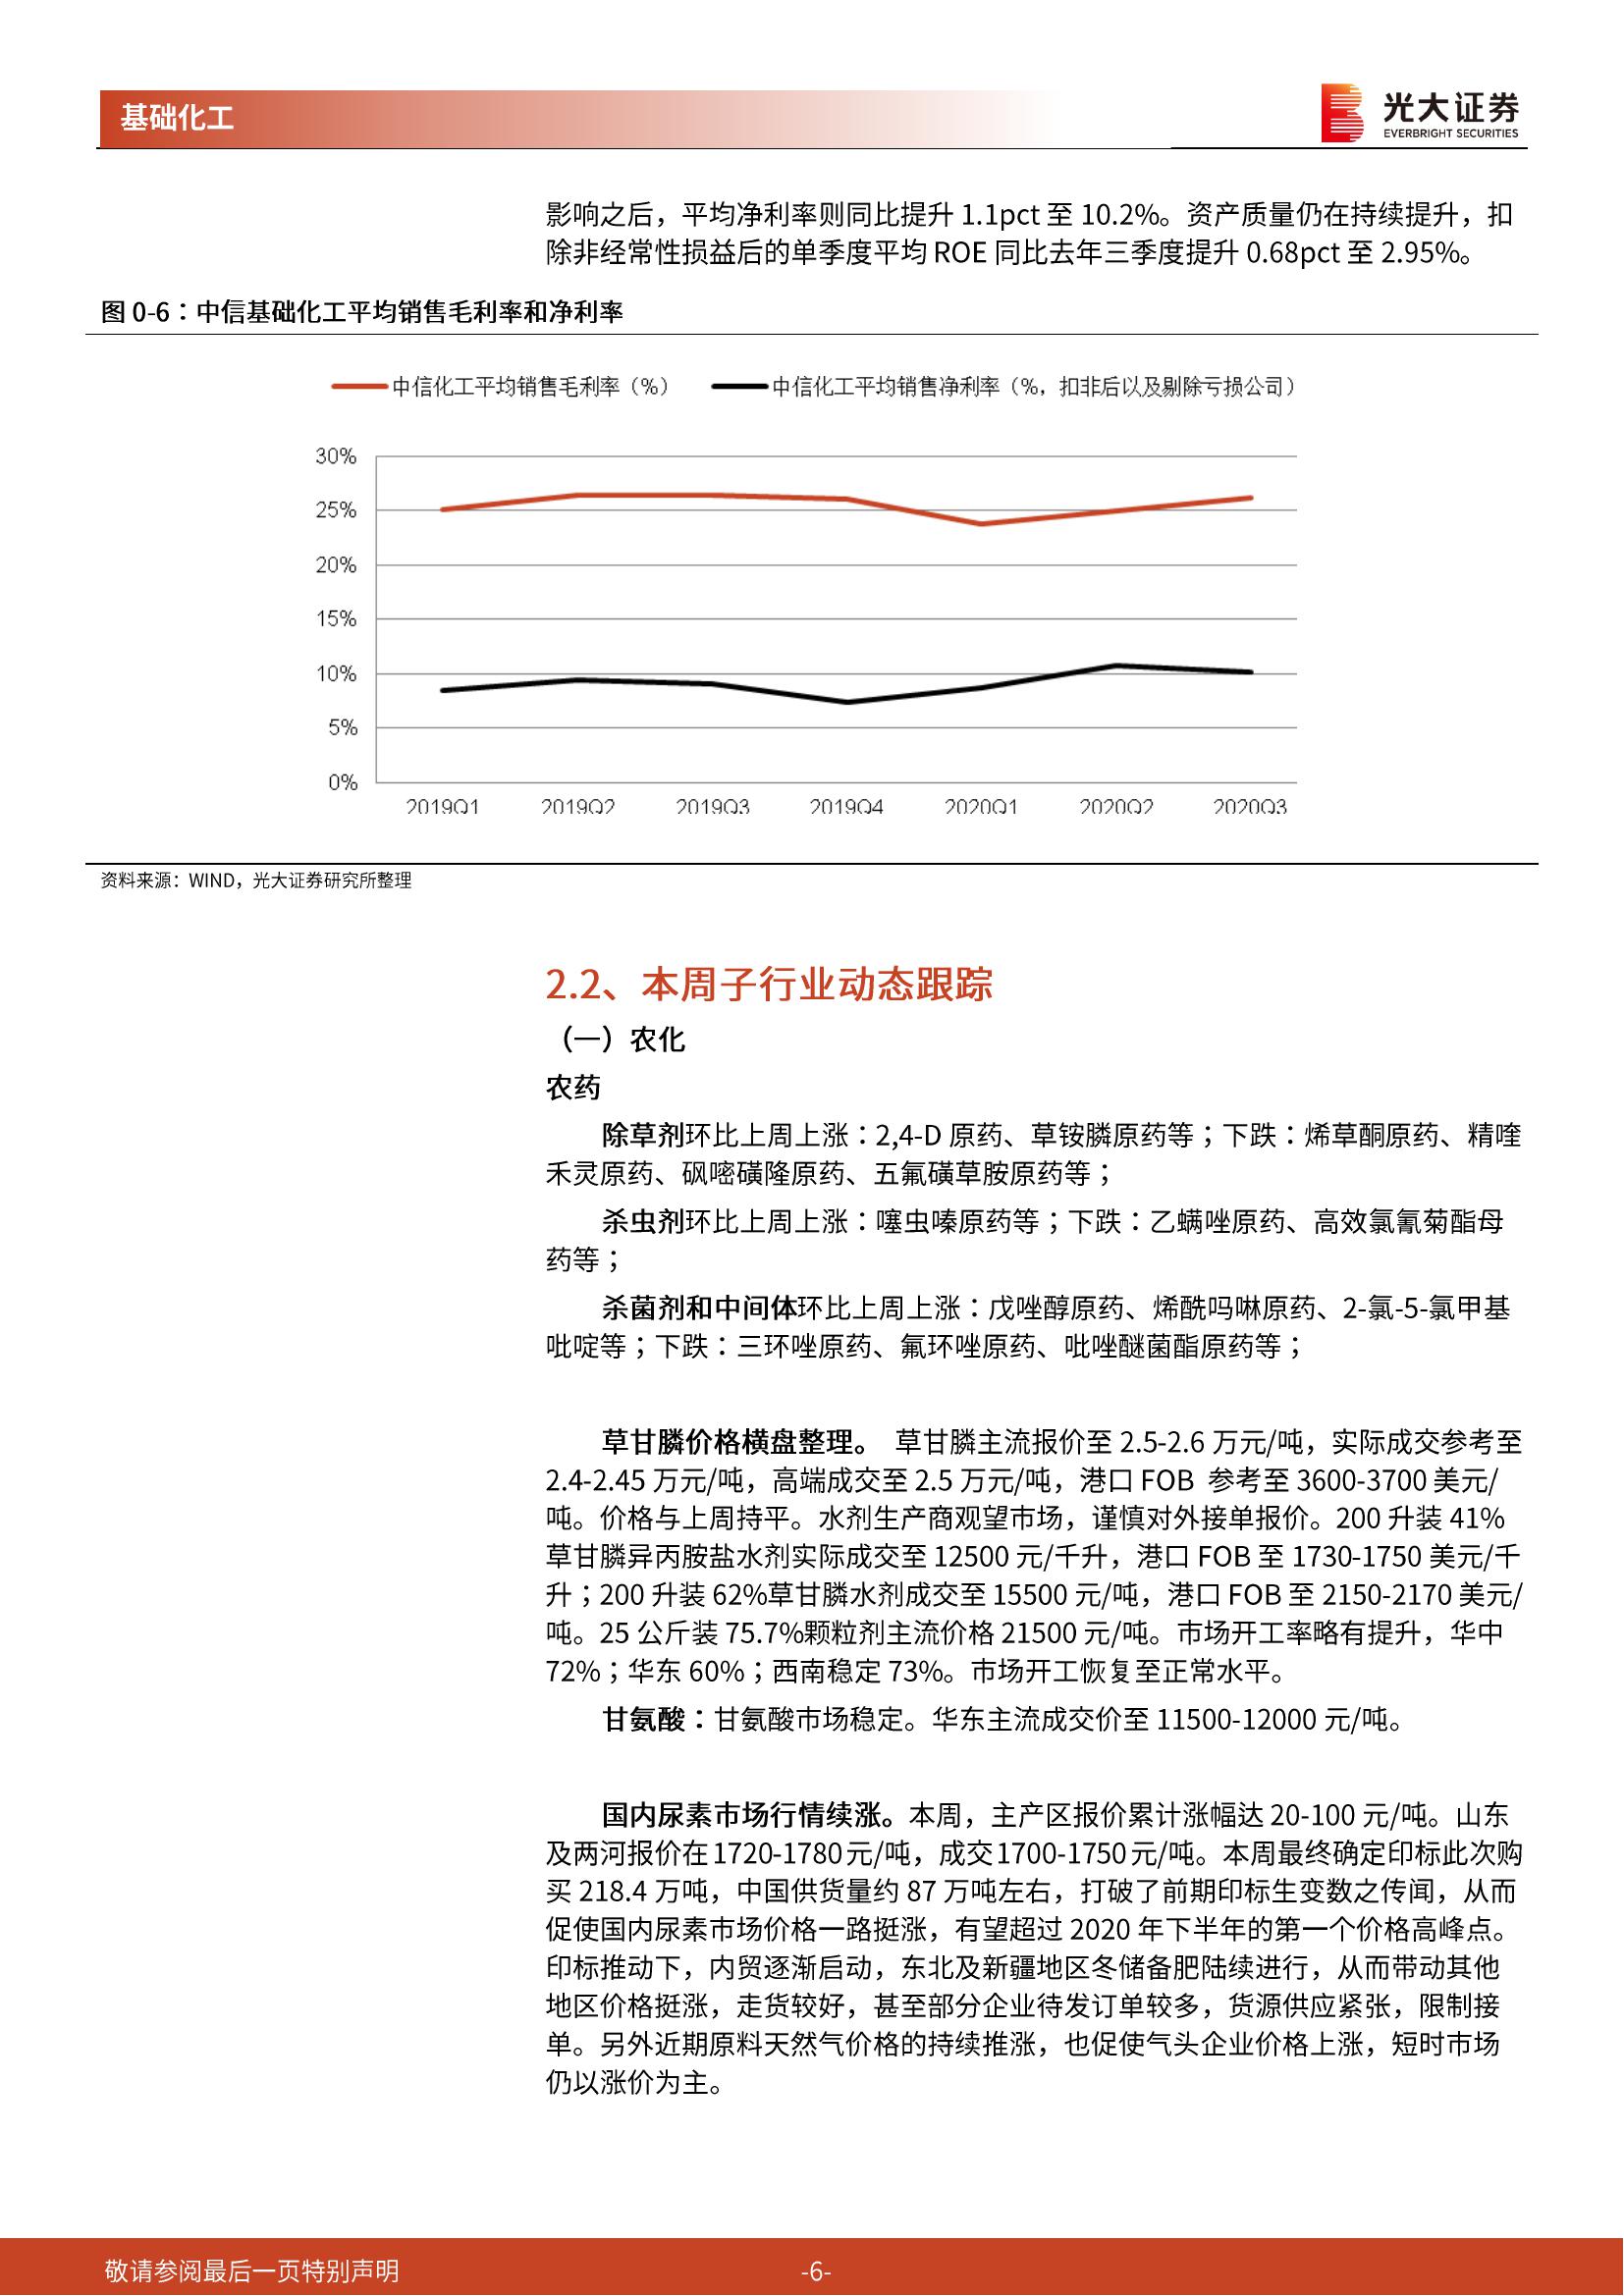 基础化工
光大证券
EVERBRIGHT SECURITIES
影响之后，平均净利率则同比提升 1.1pct 至 10.2%。资产质量仍在持续提升，扣
除非经常性损益后的单季度平均 ROE 同比去年三季度提升 0.68pct 至 2.95%。
图 0-6：中信基础化工平均销售毛利率和净利率
中信化工平均销售毛利率（%） 中信化工平均销售净利率（%，扣非后以及剔除亏损公司）
30%
25%
20%
15%
10%
5%
0%
2019Q1 2019Q2 2019Q3 2019Q4 2020Q1 2020Q2 2020Q3
资料来源：WIND，光大证券研究所整理
2.2、本周子行业动态跟踪
（一）农化
农药
除草剂环比上周上涨：2,4-D 原药、草铵膦原药等；下跌：烯草酮原药、精喹
禾灵原药、砜嘧磺隆原药、五氟磺草胺原药等；
杀虫剂环比上周上涨：噻虫嗪原药等；下跌：乙螨唑原药、高效氯氰菊酯母
药等；
杀菌剂和中间体环比上周上涨：戊唑醇原药、烯酰吗啉原药、2-氯-5-氯甲基
吡啶等；下跌：三环唑原药、氟环唑原药、吡唑醚菌酯原药等；
草甘膦价格横盘整理。 草甘膦主流报价至 2.5-2.6 万元/吨，实际成交参考至
2.4-2.45 万元/吨，高端成交至 2.5 万元/吨，港口 FOB 参考至 3600-3700 美元/
吨。价格与上周持平。水剂生产商观望市场，谨慎对外接单报价。200 升装 41%
草甘膦异丙胺盐水剂实际成交至 12500 元/千升，港口 FOB 至 1730-1750 美元/千
升；200 升装 62%草甘膦水剂成交至 15500 元/吨，港口 FOB 至 2150-2170 美元/
吨。25 公斤装 75.7%颗粒剂主流价格 21500 元/吨。市场开工率略有提升，华中
72%；华东 60%；西南稳定 73%。市场开工恢复至正常水平。
甘氨酸：甘氨酸市场稳定。华东主流成交价至 11500-12000 元/吨。
国内尿素市场行情续涨。本周，主产区报价累计涨幅达 20-100 元/吨。山东
及两河报价在 1720-1780 元/吨，成交 1700-1750 元/吨。本周最终确定印标此次购
买 218.4 万吨，中国供货量约 87 万吨左右，打破了前期印标生变数之传闻，从而
促使国内尿素市场价格一路挺涨，有望超过 2020 年下半年的第一个价格高峰点。
印标推动下，内贸逐渐启动，东北及新疆地区冬储备肥陆续进行，从而带动其他
地区价格挺涨，走货较好，甚至部分企业待发订单较多，货源供应紧张，限制接
单。另外近期原料天然气价格的持续推涨，也促使气头企业价格上涨，短时市场
仍以涨价为主。
敬请参阅最后一页特别声明 -6-